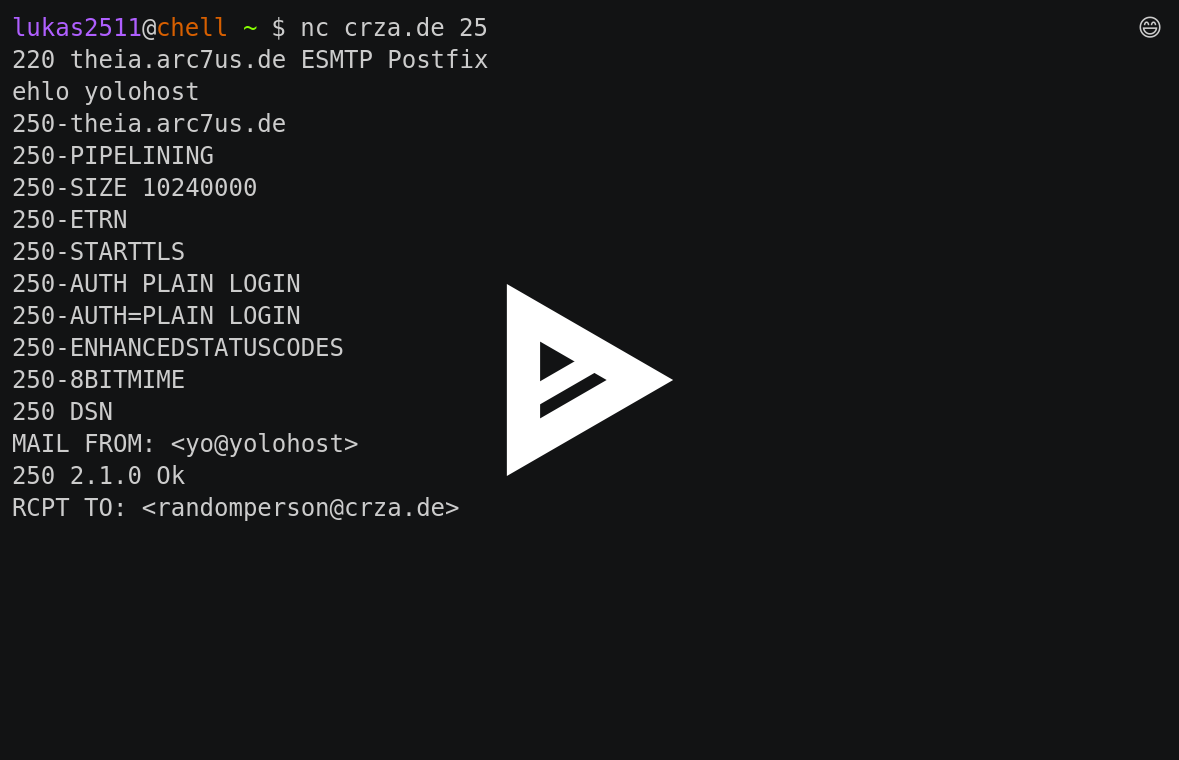 lukas2511@chell ~ $ nc crza.de 25
220 theia.arc7us.de ESMTP Postfix
ehlo yolohost
250-theia.arc7us.de
250-PIPELINING
250-SIZE 10240000
250-ETRN
250-STARTTLS
250-AUTH PLAIN LOGIN
250-AUTH=PLAIN LOGIN
250-ENHANCEDSTATUSCODES
250-8BITMIME
250 DSN
MAIL FROM: <yo@yolohost>
250 2.1.0 Ok
RCPT TO: <randomperson@crza.de>